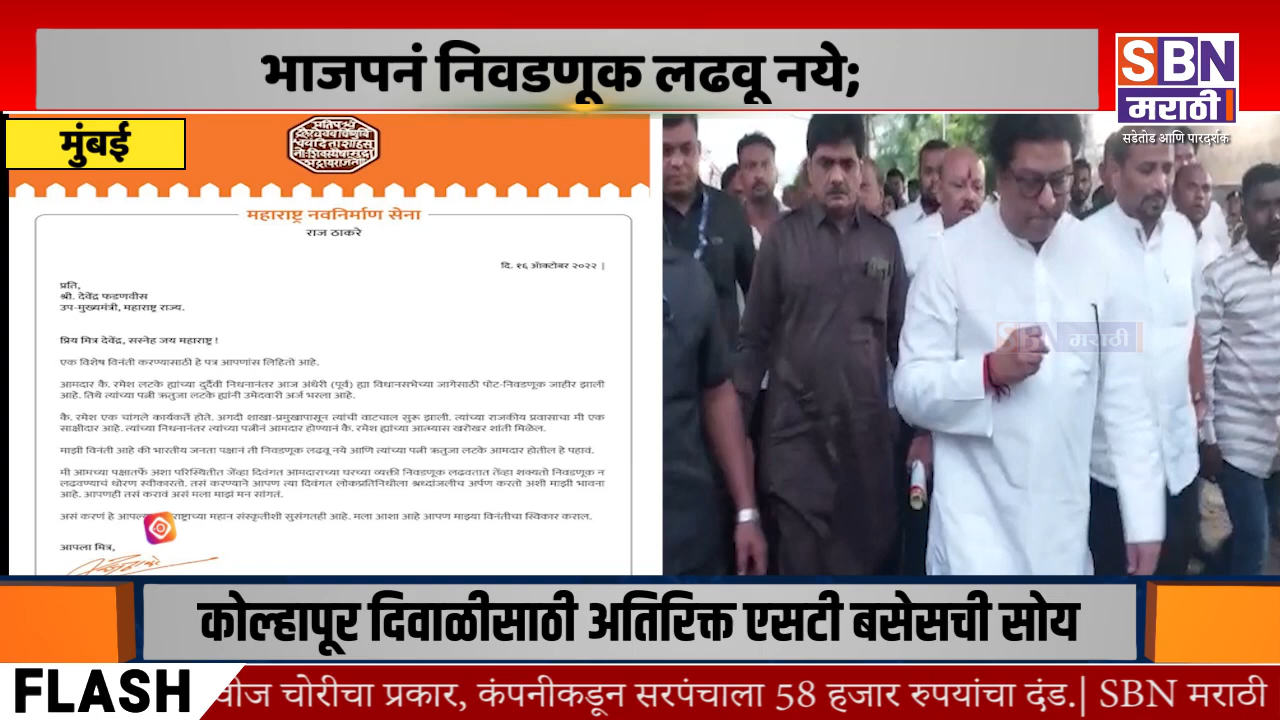 भाजपनं निवडणूक लढवू नये;
SBN
मराठी
सडेतोड आणि पारदर्शक
मुंबई
महाराष्ट्र नवनिर्माण सेना
राज ठाकरे
दि. १६ ऑक्टोबर २०२२ |
प्रति,
श्री. देवेंद्र फडणवीस
उप-मुख्यमंत्री, महाराष्ट्र राज्य.
प्रिय मित्र देवेंद्र, सस्नेह जय महाराष्ट्र !
एक विशेष विनंती करण्यासाठी हे पत्र आपणांस लिहितो आहे.
आमदार कै. रमेश लटके ह्यांच्या दुर्दैवी निधनानंतर आज अंधेरी (पूर्व) ह्या विधानसभेच्या जागेसाठी पोट-निवडणूक जाहीर झाली
आहे. तिथे त्यांच्या पत्नी ऋतुजा लटके ह्यांनी उमेदवारी अर्ज भरला आहे.
कै. रमेश एक चांगले कार्यकर्ते होते. अगदी शाखा-प्रमुखापासून त्यांची वाटचाल सुरू झाली. त्यांच्या राजकीय प्रवासाचा मी एक
साक्षीदार आहे. त्यांच्या निधनानंतर त्यांच्या पत्नीनं आमदार होण्यानं कै. रमेश ह्यांच्या आत्म्यास खरोखर शांती मिळेल.
माझी विनंती आहे की भारतीय जनता पक्षानं ती निवडणूक लढवू नये आणि त्यांच्या पत्नी ऋतुजा लटके आमदार होतील हे पहावं.
मी आमच्या पक्षातर्फे अशा परिस्थितीत जेंव्हा दिवंगत आमदाराच्या घरच्या व्यक्ती निवडणूक लढवतात तेंव्हा शक्यतो निवडणूक न
लढवण्याचं धोरण स्वीकारतो. तसं करण्याने आपण त्या दिवंगत लोकप्रतिनिधीला श्रध्दांजलीच अर्पण करतो अशी माझी भावना
आहे. आपणही तसं करावं असं मला माझं मन सांगतं.
असं करणं हे महान संस्कृतीशी सुसंगतही आहे. मला आशा आहे आपण माझ्या विनंतीचा स्विकार कराल.
आपला मित्र,
SBN मराठी
कोल्हापूर दिवाळीसाठी अतिरिक्त एसटी बसेसची सोय
FLASH
चोरीचा प्रकार, कंपनीकडून सरपंचाला 58 हजार रुपयांचा दंड.| SBN मराठी